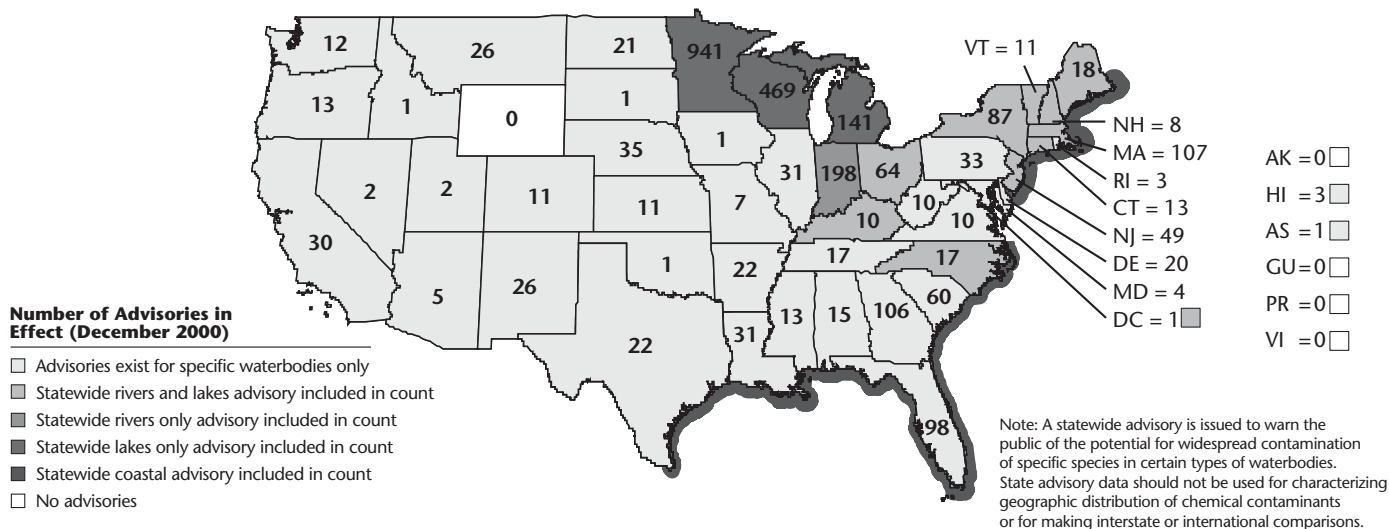 12
26
21
941
VT = 11
18
13
1
0
1
469
141
87
NH = 8
MA = 107
RI = 3
CT = 13
NJ = 49
DE = 20
MD = 4
DC = 1
AK = 0
HI = 3
AS = 1
GU = 0
PR = 0
VI = 0
35
1
31
198
64
33
2
2
11
11
7
10
10
10
30
17
17
5
26
1
22
106
60
13
15
31
22
98
Number of Advisories in
Effect (December 2000)
Advisories exist for specific waterbodies only
Statewide rivers and lakes advisory included in count
Statewide rivers only advisory included in count
Statewide lakes only advisory included in count
Statewide coastal advisory included in count
No advisories
Note: A statewide advisory is issued to warn the
public of the potential for widespread contamination
of specific species in certain types of waterbodies.
State advisory data should not be used for characterizing
geographic distribution of chemical contaminants
or for making interstate or international comparisons.